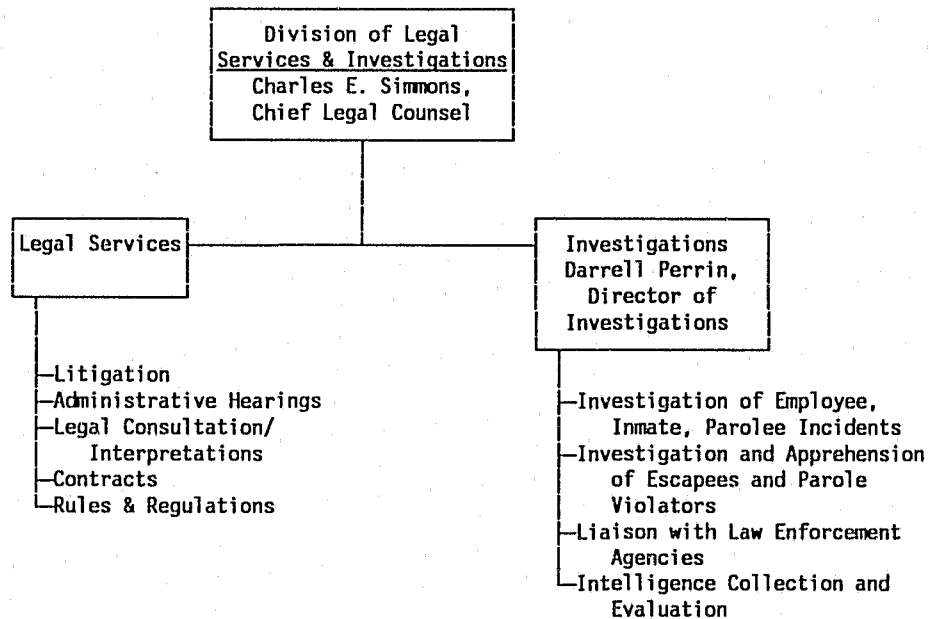 Division of Legal
Services & Investigations
Charles E. Simmons,
Chief Legal Counsel
Legal Services
Litigation
Administrative Hearings
Legal Consultation/
Interpretations
Contracts
Rules & Regulations
Investigations
Darrell Perrin,
Director of
Investigations
Investigation of Employee,
Inmate, Parolee Incidents
Investigation and Apprehension
of Escapees and Parole
Violators
Liaison with Law Enforcement
Agencies
Intelligence Collection and
Evaluation